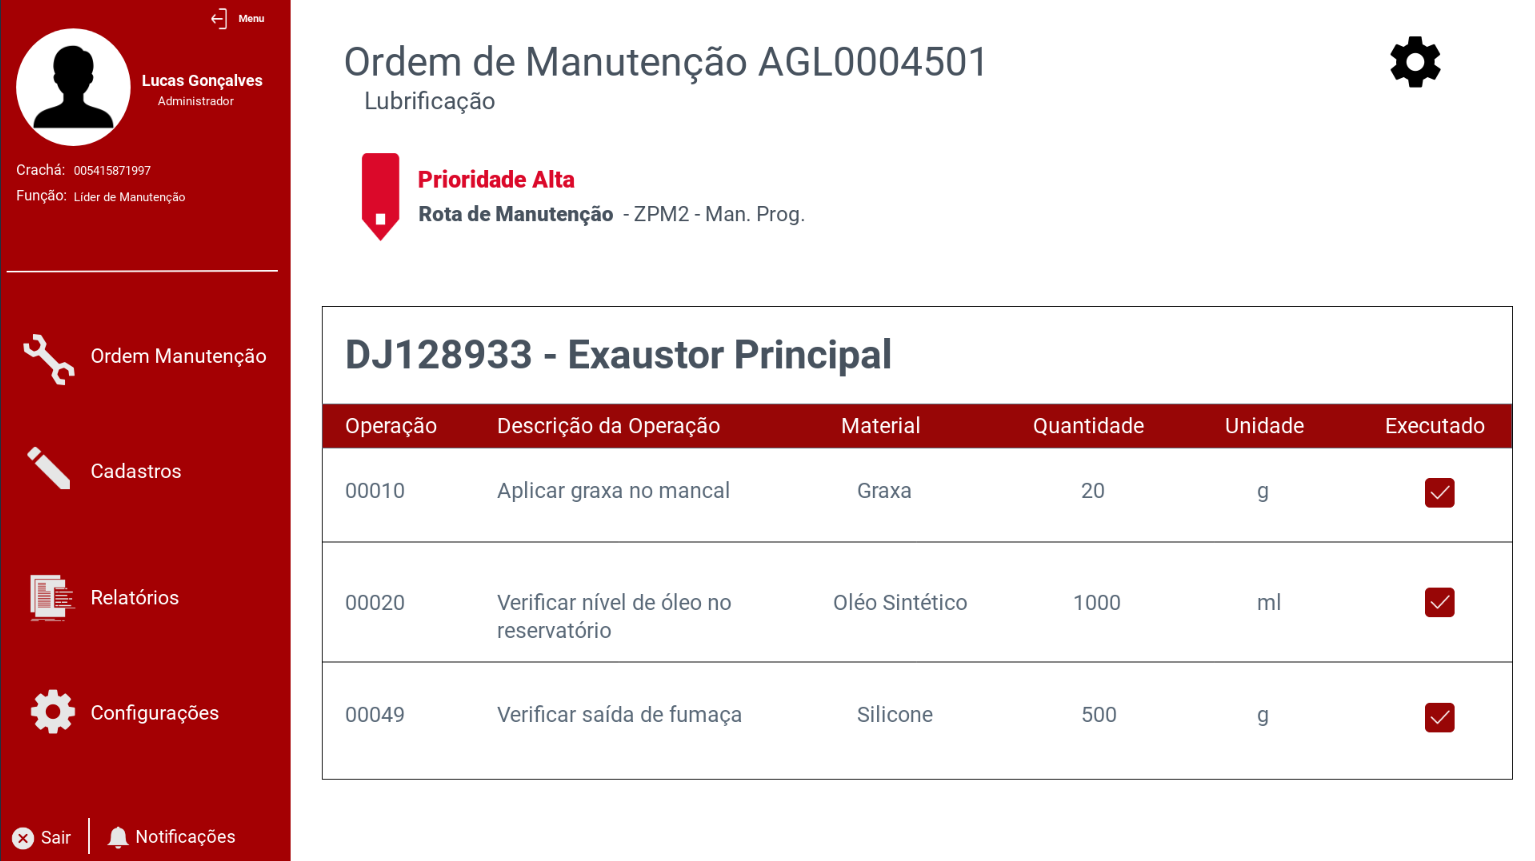 Menu
Lucas Gonçalves
Administrador
Crachá: 005415871997
Função: Líder de Manutenção
Ordem Manutenção
Cadastros
Relatórios
Configurações
Sair
Notificações
Ordem de Manutenção AGL0004501
Lubrificação
Prioridade Alta
Rota de Manutenção - ZPM2 - Man. Prog.
DJ128933 - Exaustor Principal
Operação Descrição da Operação Material Quantidade Unidade Executado
00010 Aplicar graxa no mancal Graxa 20 g
00020 Verificar nível de óleo no Oléo Sintético 1000 ml
reservatório
00049 Verificar saída de fumaça Silicone 500 g